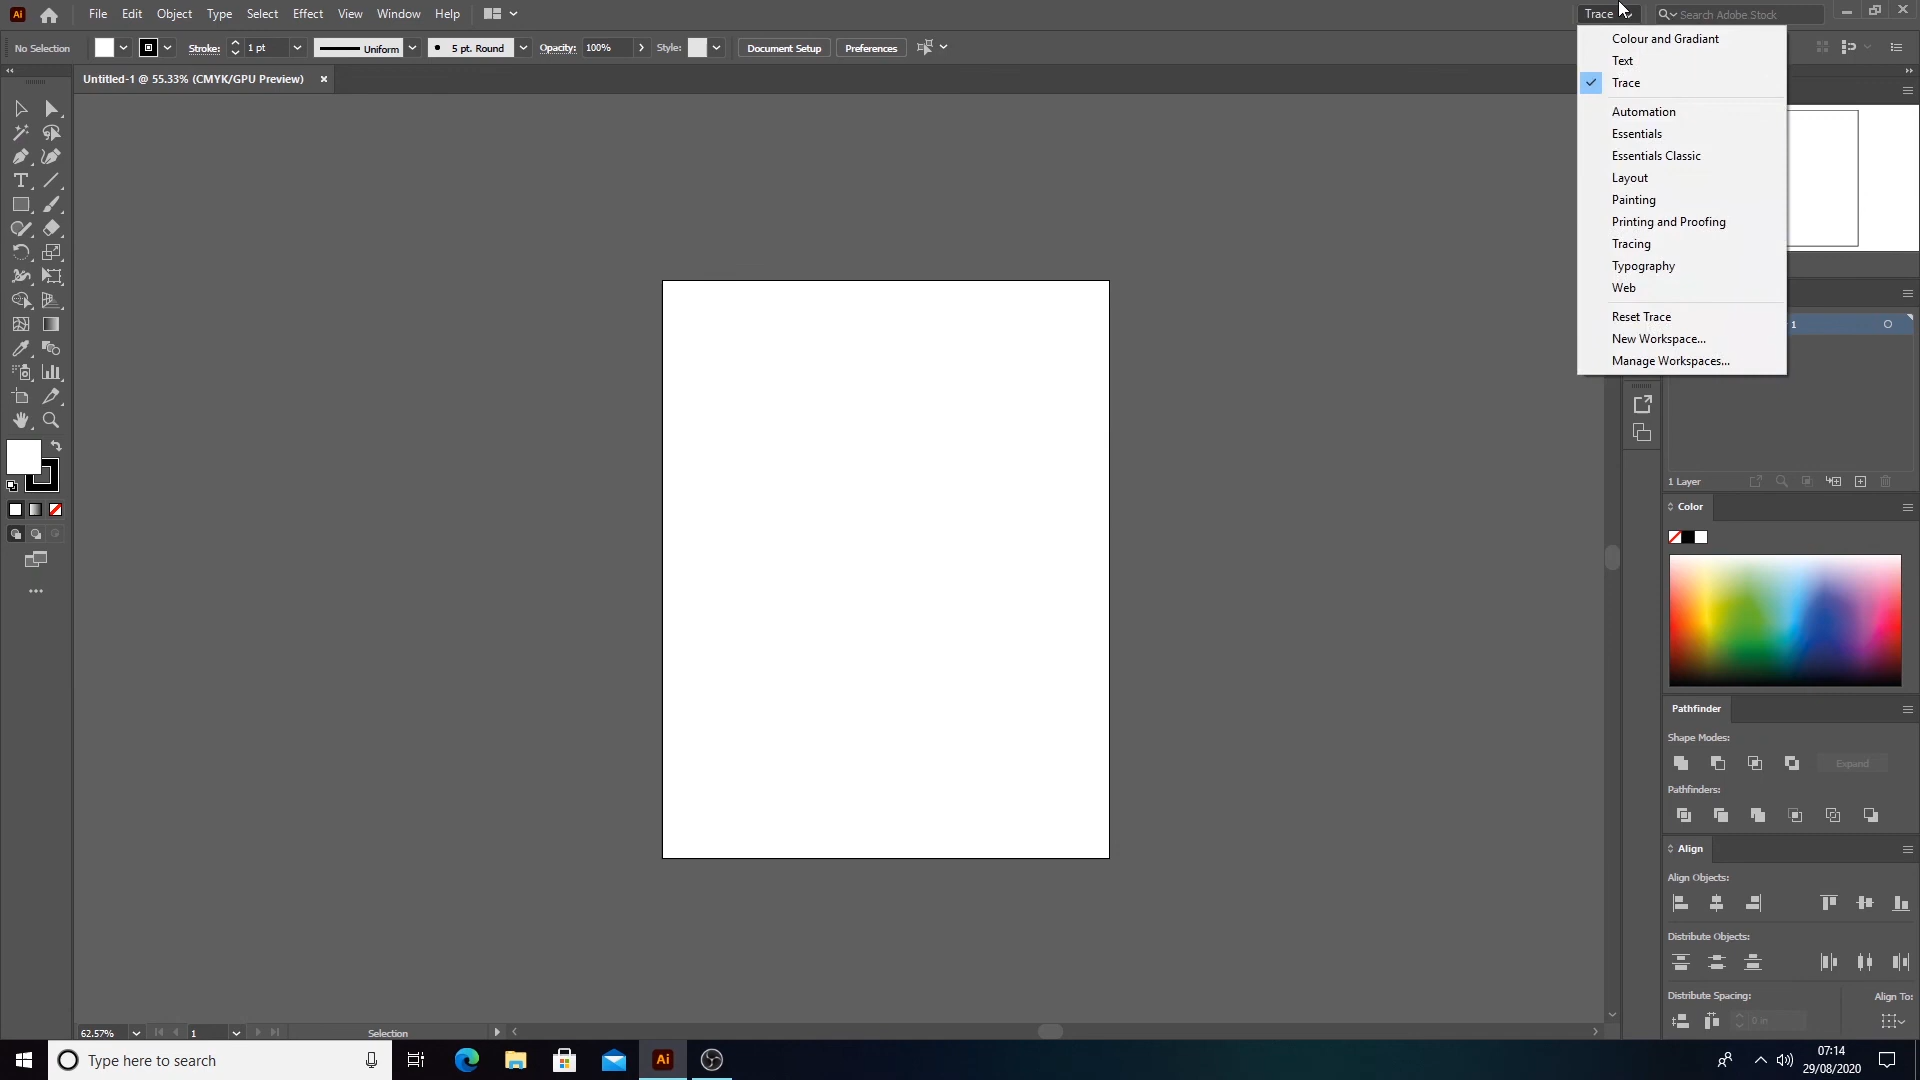 Ai File Edit Object Type Select Effect View Window Help Trace Search Adobe Stock
No Selection Stroke: 1 pt Uniform 5 pt. Round Opacity: 100% Style: Document Setup Preferences
Untitled-1 @ 55.33% (CMYK/GPU Preview) ×
Colour and Gradient
Text
Trace
Automation
Essentials
Essentials Classic
Layout
Painting
Printing and Proofing
Tracing
Typography
Web
Reset Trace
New Workspace...
Manage Workspaces...
1
1 Layer
Color
Pathfinder
Shape Modes:
Expand
Pathfinders:
Align
Align Objects:
Distribute Objects:
Distribute Spacing: Align To:
0 in
62.57% 1 Selection
Type here to search
Ai
07:14
29/08/2020